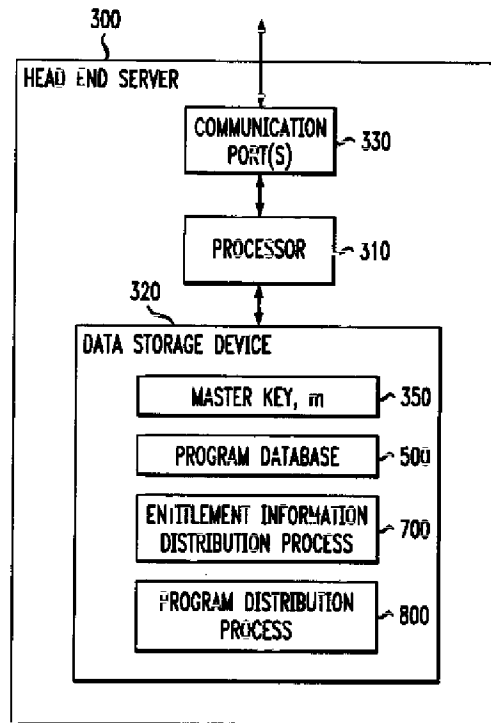 300
HEAD END SERVER
COMMUNICATION
PORT(S)
330
PROCESSOR
310
320
DATA STORAGE DEVICE
MASTER KEY, m
350
PROGRAM DATABASE
500
ENTITLEMENT INFORMATION
DISTRIBUTION PROCESS
700
PROGRAM DISTRIBUTION
PROCESS
800